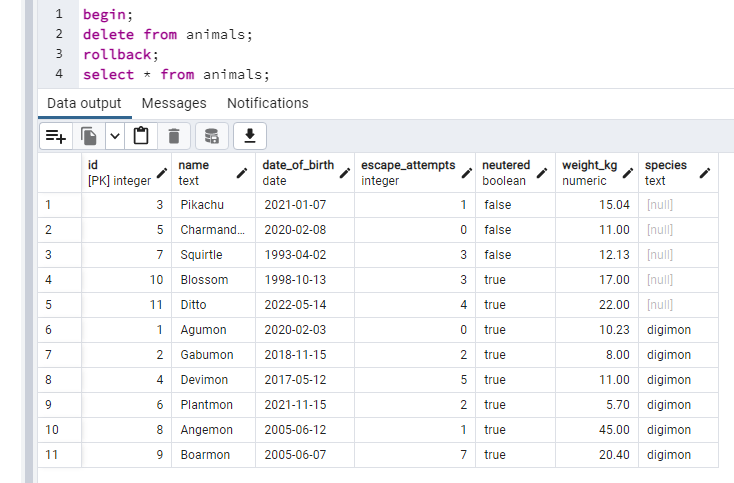 1 begin;
2 delete from animals;
3 rollback;
4 select * from animals;
Data output Messages Notifications
id name date_of_birth escape_attempts neutered weight_kg species
[PK] integer text date integer boolean numeric text
1 3 Pikachu 2021-01-07 1 false 15.04 [null]
2 5 Charmand... 2020-02-08 0 false 11.00 [null]
3 7 Squirtle 1993-04-02 3 false 12.13 [null]
4 10 Blossom 1998-10-13 3 true 17.00 [null]
5 11 Ditto 2022-05-14 4 true 22.00 [null]
6 1 Agumon 2020-02-03 0 true 10.23 digimon
7 2 Gabumon 2018-11-15 2 true 8.00 digimon
8 4 Devimon 2017-05-12 5 true 11.00 digimon
9 6 Plantmon 2021-11-15 2 true 5.70 digimon
10 8 Angemon 2005-06-12 1 true 45.00 digimon
11 9 Boarmon 2005-06-07 7 true 20.40 digimon